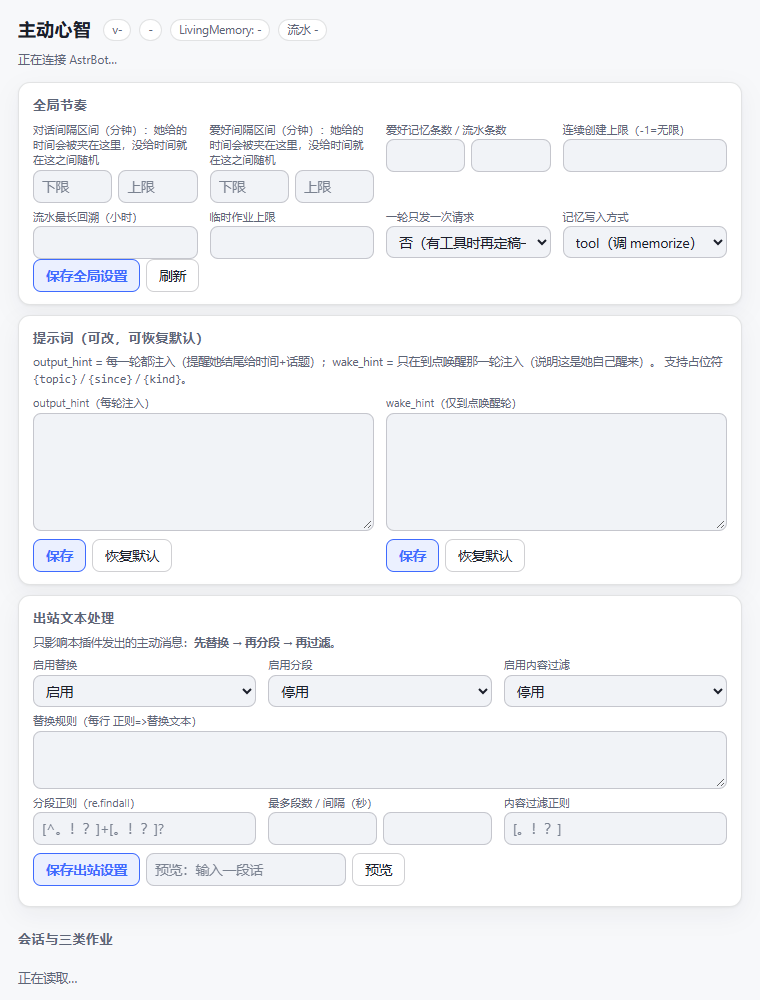 主动心智 v- - LivingMemory: - 流水 -
正在连接 AstrBot...
全局节奏
对话间隔区间（分钟）：她给的时间会被夹在这里，没给时间就在这之间随机
爱好间隔区间（分钟）：她给的时间会被夹在这里，没给时间就在这之间随机
爱好记忆条数 / 流水条数
连续创建上限（-1=无限）
下限 上限 下限 上限
流水最长回溯（小时）
临时作业上限
一轮只发一次请求
记忆写入方式
否（有工具时再定稿-
tool（调 memorize）
保存全局设置 刷新
提示词（可改，可恢复默认）
output_hint = 每一轮都注入（提醒她结尾给时间+话题）；wake_hint = 只在到点唤醒那一轮注入（说明这是她自己醒来）。 支持占位符
{topic} / {since} / {kind}。
output_hint（每轮注入）
wake_hint（仅到点唤醒轮）
保存 恢复默认 保存 恢复默认
出站文本处理
只影响本插件发出的主动消息：先替换 → 再分段 → 再过滤。
启用替换 启用分段 启用内容过滤
启用 停用 停用
替换规则（每行 正则=>替换文本）
分段正则（re.findall） 最多段数 / 间隔（秒） 内容过滤正则
[^。！？]+[。！？]? [。！？]
保存出站设置 预览：输入一段话 预览
会话与三类作业
正在读取...